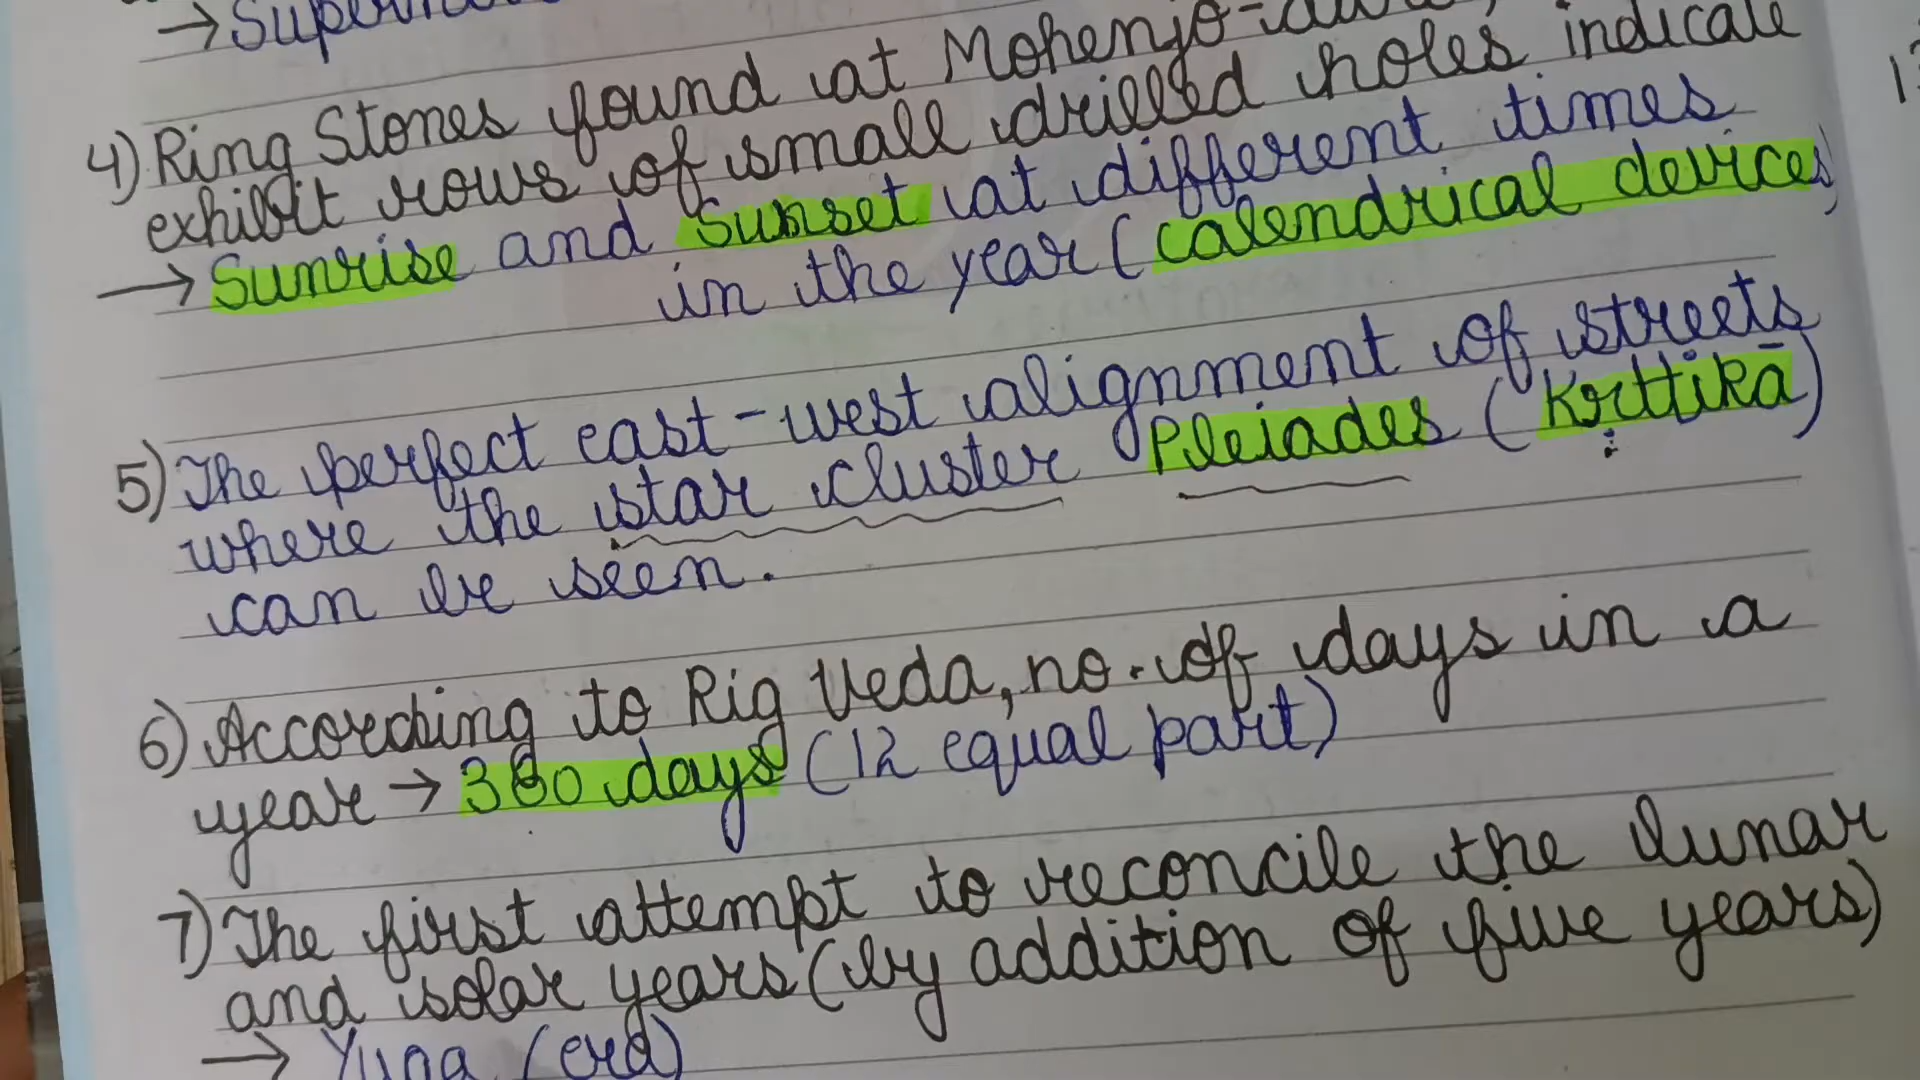 → Super
4) Ring Stones found at Mohenjo-
exhibit rows of small drilled holes indicate
→ Sunrise and Sunset at different times
in the year (calendrical devices)
5) The perfect east-west alignment of streets
where the star cluster Pleiades (Kṛttikā)
can be seen.
6) According to Rig Veda, no. of days in a
year → 360 days (12 equal part)
7) The first attempt to reconcile the lunar
and solar years (by addition of five years)
→ Yuga (era)